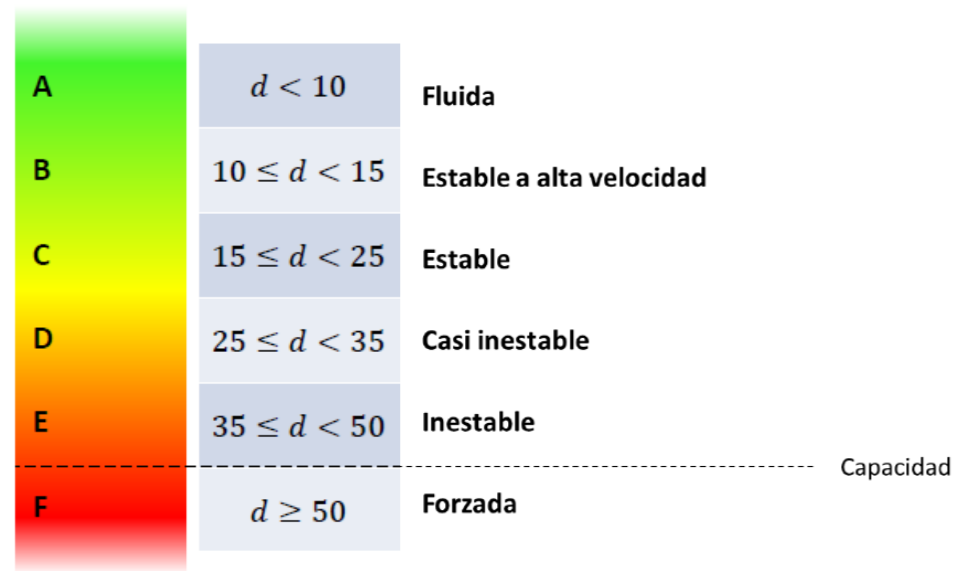 A d < 10 Fluida
B 10 ≤ d < 15 Estable a alta velocidad
C 15 ≤ d < 25 Estable
D 25 ≤ d < 35 Casi inestable
E 35 ≤ d < 50 Inestable
Capacidad
F d ≥ 50 Forzada